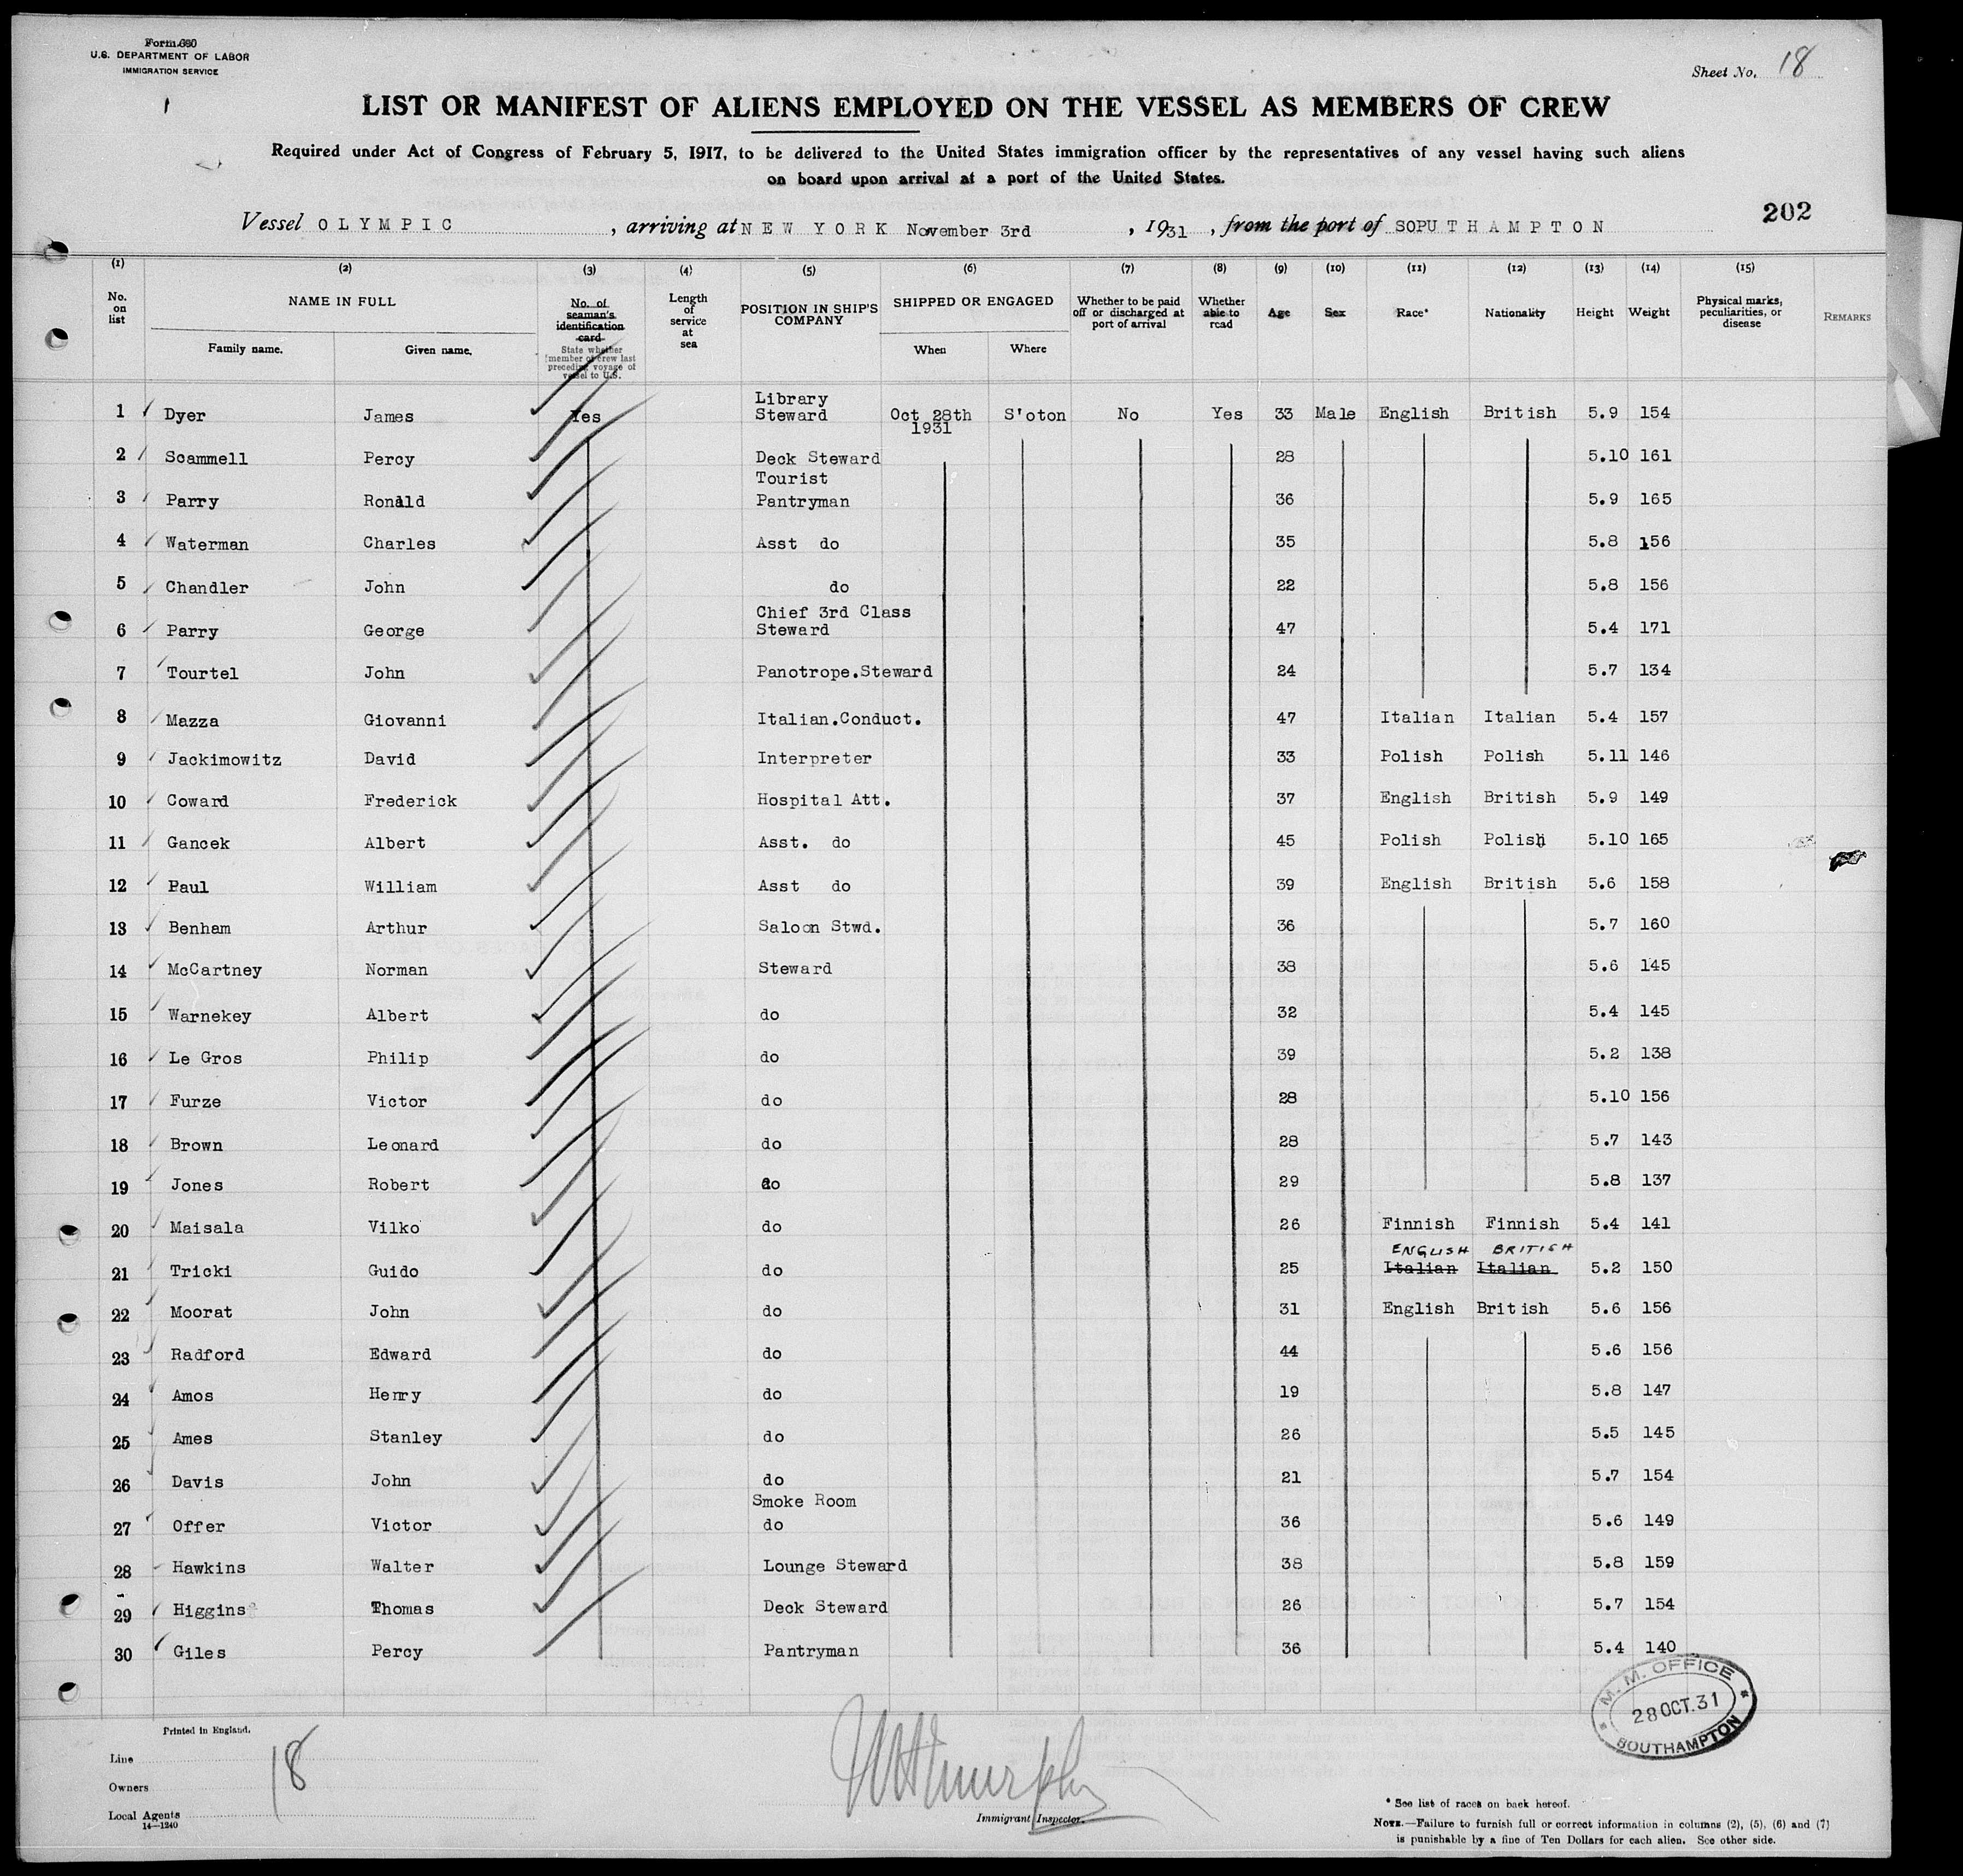 Form 680
U.S. DEPARTMENT OF LABOR
IMMIGRATION SERVICE
Sheet No. 18
LIST OR MANIFEST OF ALIENS EMPLOYED ON THE VESSEL AS MEMBERS OF CREW
Required under Act of Congress of February 5, 1917, to be delivered to the United States immigration officer by the representatives of any vessel having such aliens
on board upon arrival at a port of the United States.
202
Vessel OLYMPIC, arriving at NEW YORK November 3rd, 1931, from the port of SOPUTHAMPTON
(1) (2) (3) (4) (5) (6) (7) (8) (9) (10) (11) (12) (13) (14) (15)
No. on list
NAME IN FULL
Family name. Given name.
No. of seaman's identification card
State whether member of crew last preceding voyage of vessel to U.S.
Length of service at sea
POSITION IN SHIP'S COMPANY
SHIPPED OR ENGAGED
When Where
Whether to be paid off or discharged at port of arrival
Whether able to read
Age
Sex
Race*
Nationality
Height
Weight
Physical marks, peculiarities, or disease
REMARKS
1 Dyer James Yes Library Steward Oct 28th 1931 S'oton No Yes 33 Male English British 5.9 154
2 Scammell Percy Deck Steward 28 5.10 161
3 Parry Ronald Tourist Pantryman 36 5.9 165
4 Waterman Charles Asst do 35 5.8 156
5 Chandler John do 22 5.8 156
6 Parry George Chief 3rd Class Steward 47 5.4 171
7 Tourtel John Panotrope.Steward 24 5.7 134
8 Mazza Giovanni Italian.Conduct. 47 Italian Italian 5.4 157
9 Jackimowitz David Interpreter 33 Polish Polish 5.11 146
10 Coward Frederick Hospital Att. 37 English British 5.9 149
11 Gancek Albert Asst. do 45 Polish Polish 5.10 165
12 Paul William Asst do 39 English British 5.6 158
13 Benham Arthur Saloon Stwd. 36 5.7 160
14 McCartney Norman Steward 38 5.6 145
15 Warnekey Albert do 32 5.4 145
16 Le Gros Philip do 39 5.2 138
17 Furze Victor do 28 5.10 156
18 Brown Leonard do 28 5.7 143
19 Jones Robert do 29 5.8 137
20 Maisala Vilko do 26 Finnish Finnish 5.4 141
ENGLISH BRITISH
21 Tricki Guido do 25 Italian Italian 5.2 150
22 Moorat John do 31 English British 5.6 156
23 Radford Edward do 44 5.6 156
24 Amos Henry do 19 5.8 147
25 Ames Stanley do 26 5.5 145
26 Davis John do 21 5.7 154
27 Offer Victor Smoke Room do 36 5.6 149
28 Hawkins Walter Lounge Steward 38 5.8 159
29 Higgins Thomas Deck Steward 26 5.7 154
30 Giles Percy Pantryman 36 5.4 140
M. M. OFFICE
28 OCT. 31
SOUTHAMPTON
Printed in England.
Line
Owners
Local Agents
14—1240
18
W H Murphy
Immigrant Inspector.
* See list of races on back hereof.
NOTE.—Failure to furnish full or correct information in columns (2), (5), (6) and (7)
is punishable by a fine of Ten Dollars for each alien. See other side.